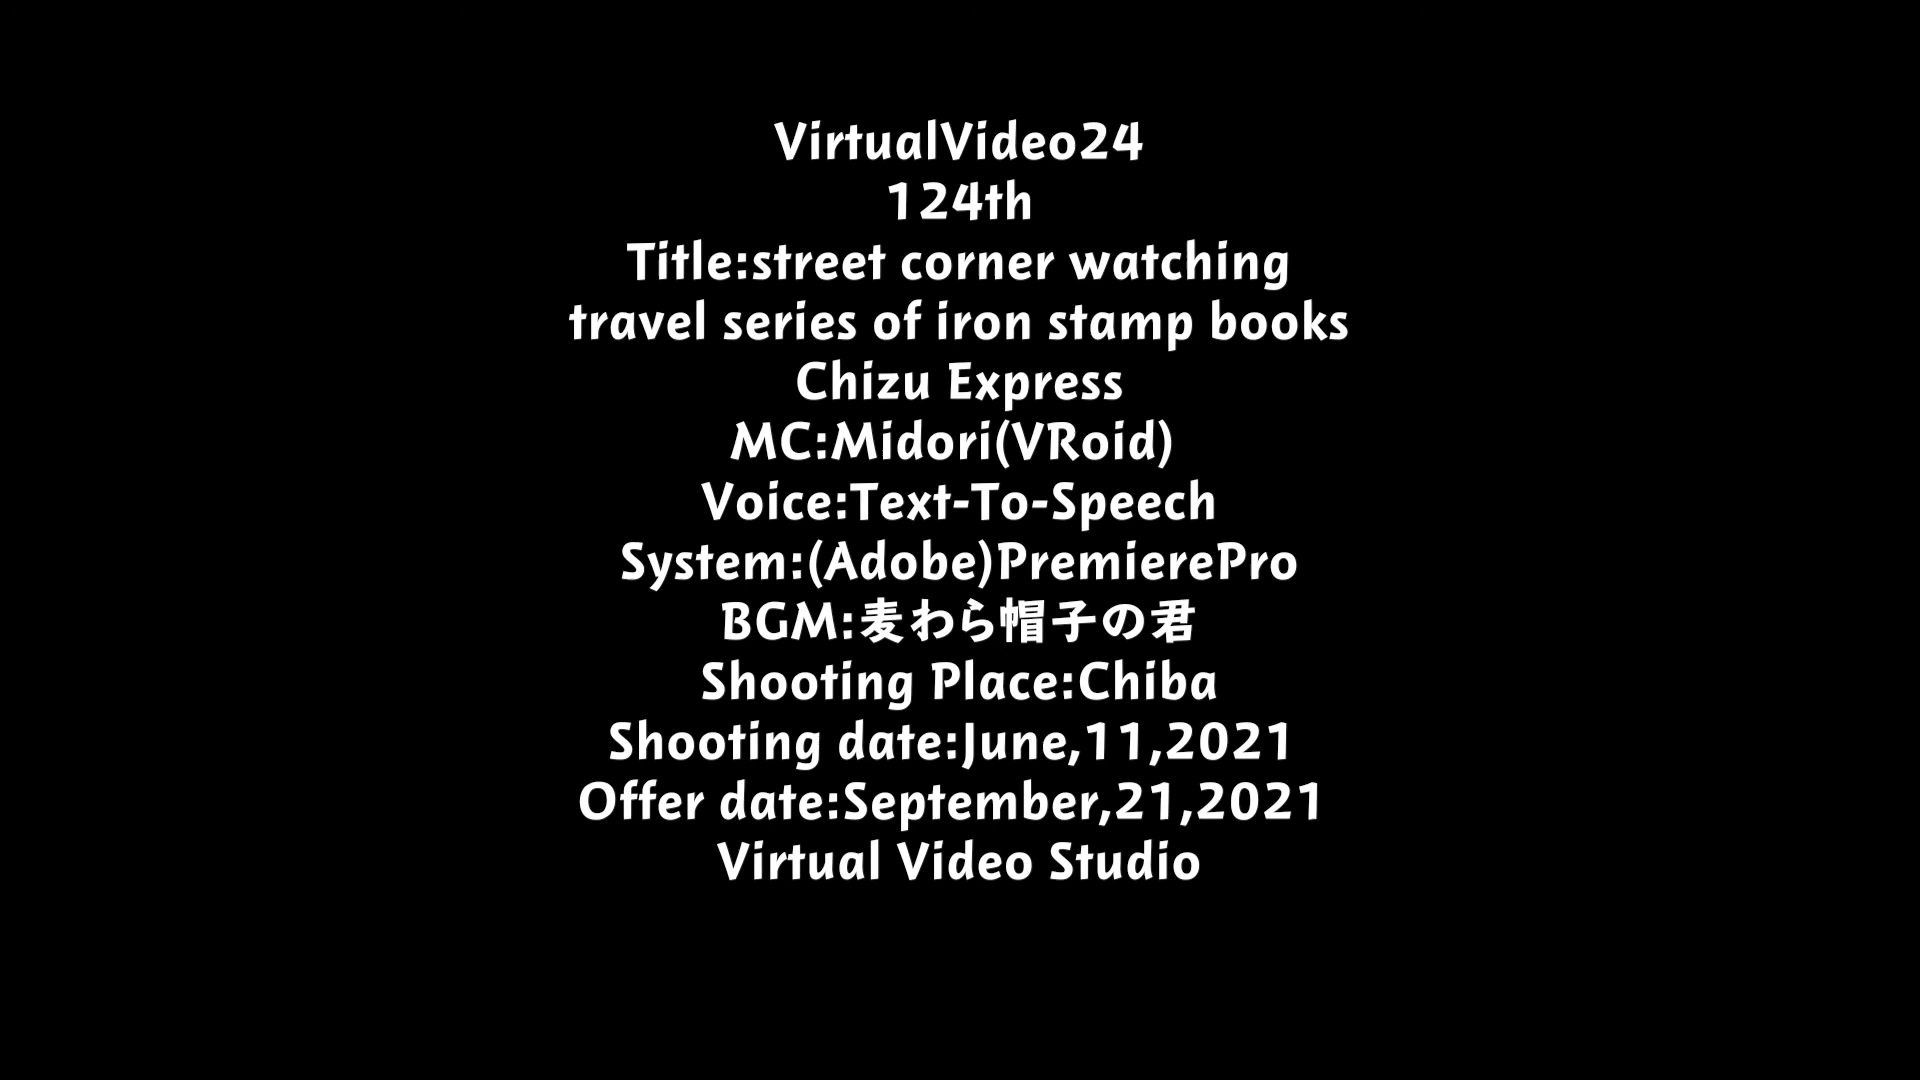 VirtualVideo24
124th
Title:street corner watching
travel series of iron stamp books
Chizu Express
MC:Midori(VRoid)
Voice:Text-To-Speech
System:(Adobe)PremierePro
BGM:麦わら帽子の君
Shooting Place:Chiba
Shooting date:June,11,2021
Offer date:September,21,2021
Virtual Video Studio